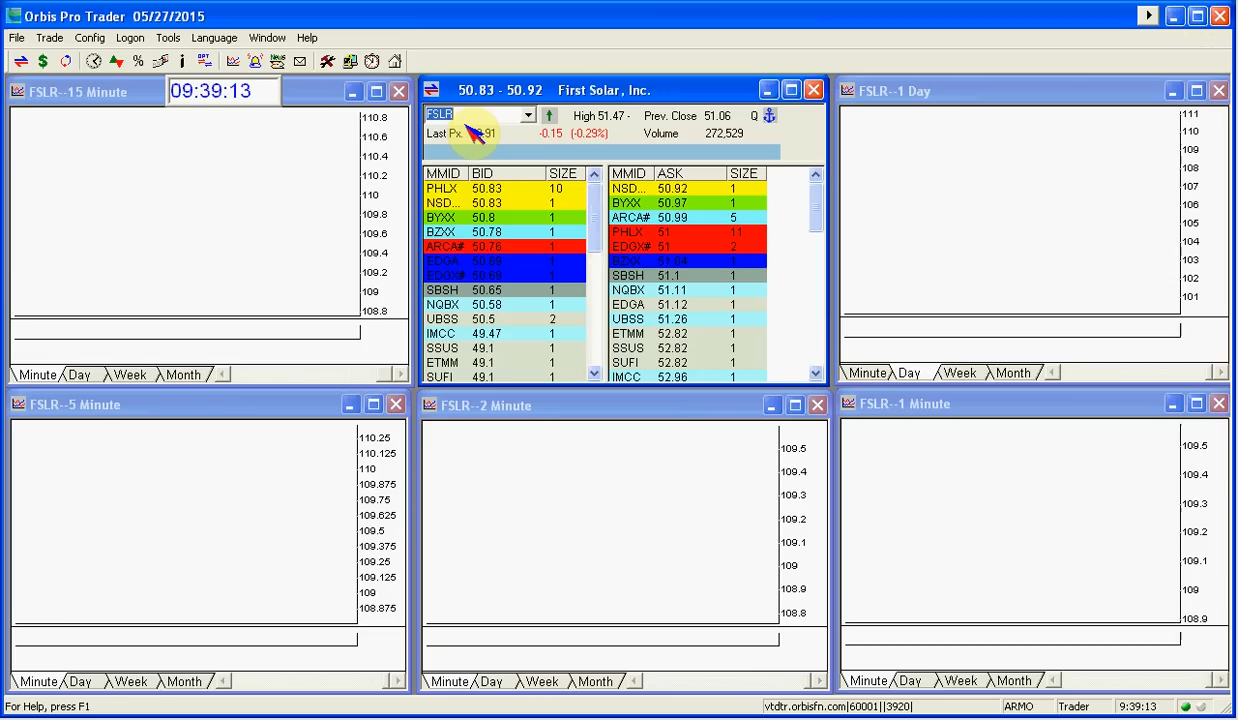 Orbis Pro Trader 05/27/2015
File Trade Config Logon Tools Language Window Help
FSLR--15 Minute
09:39:13
110.8
110.6
110.4
110.2
110
109.8
109.6
109.4
109.2
109
108.8
Minute Day Week Month
50.83 - 50.92 First Solar, Inc.
FSLR High 51.47 - Prev. Close 51.06 Q
Last Px. -0.15 (-0.29%) Volume 272,529
MMID BID SIZE MMID ASK SIZE
PHLX 50.83 10 NSD... 50.92 1
NSD... 50.83 1 BYXX 50.97 1
BYXX 50.8 1 ARCA# 50.99 5
BZXX 50.78 1 PHLX 51 11
ARCA# 50.76 1 EDGX# 51 2
EDGA 50.69 1 BZXX 51.04 1
EDGX# 50.69 1 SBSH 51.1 1
SBSH 50.65 1 NQBX 51.11 1
NQBX 50.58 1 EDGA 51.12 1
UBSS 50.5 2 UBSS 51.26 1
IMCC 49.47 1 ETMM 52.82 1
SSUS 49.1 1 SSUS 52.82 1
ETMM 49.1 1 SUFI 52.82 1
SUFI 49.1 1 IMCC 52.96 1
FSLR--1 Day
111
109
108
107
106
105
104
103
102
101
Minute Day Week Month
FSLR--5 Minute
110.25
110.125
110
109.875
109.75
109.625
109.5
109.375
109.25
109.125
109
108.875
Minute Day Week Month
FSLR--2 Minute
109.5
109.4
109.3
109.2
109.1
109
108.9
108.8
Minute Day Week Month
FSLR--1 Minute
109.5
109.4
109.3
109.2
109.1
109
108.9
Minute Day Week Month
For Help, press F1 vtdtr.orbisfn.com|60001||3920| ARMO Trader 9:39:13